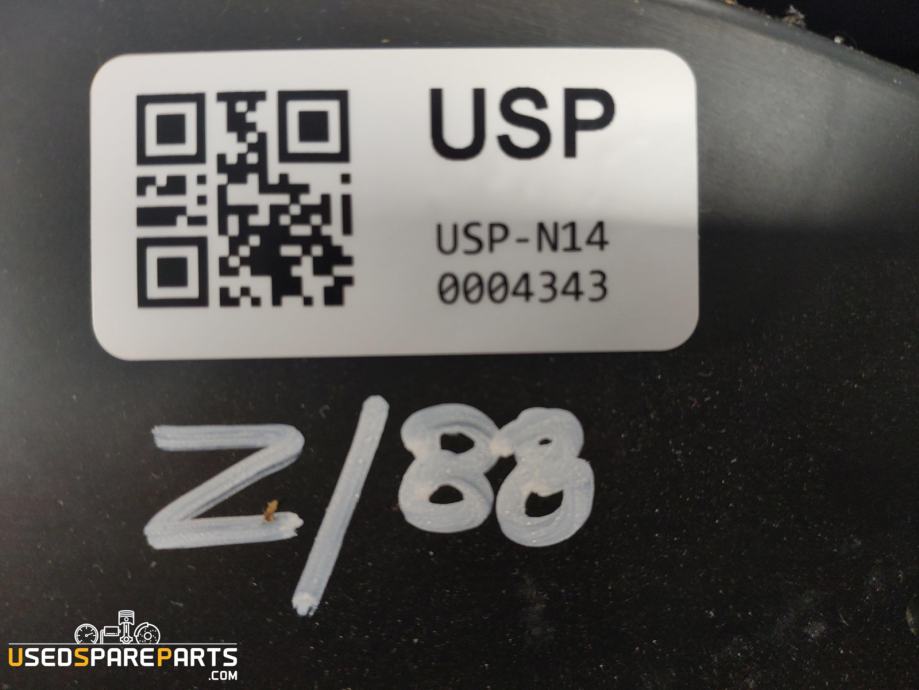 USP
USP-N14
0004343
Z/88
USEDSPAREPARTS
.COM